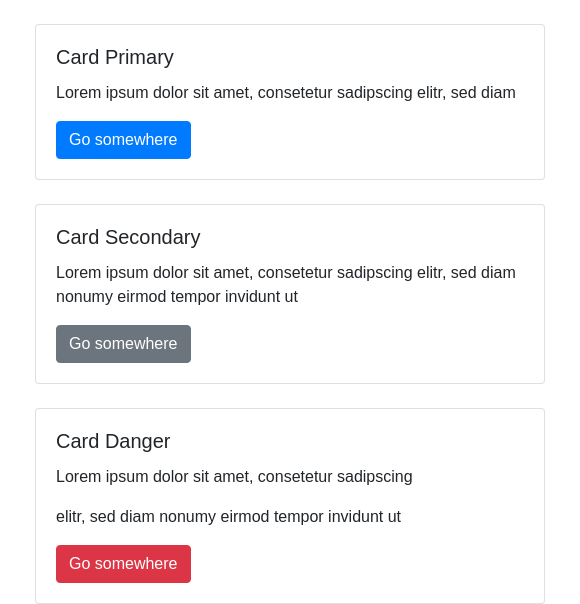 Card Primary
Lorem ipsum dolor sit amet, consetetur sadipscing elitr, sed diam
Go somewhere
Card Secondary
Lorem ipsum dolor sit amet, consetetur sadipscing elitr, sed diam
nonumy eirmod tempor invidunt ut
Go somewhere
Card Danger
Lorem ipsum dolor sit amet, consetetur sadipscing
elitr, sed diam nonumy eirmod tempor invidunt ut
Go somewhere